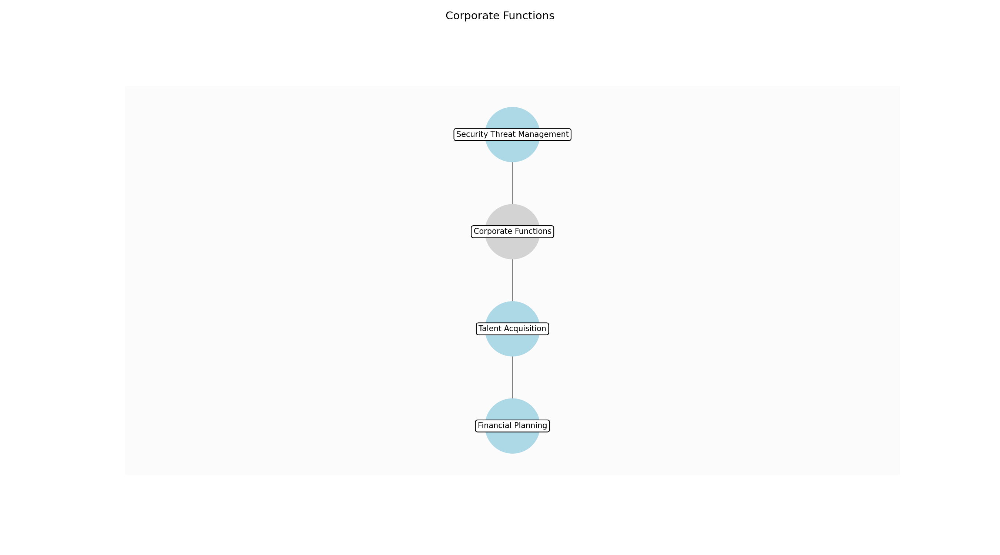 Corporate Functions
Security Threat Management
Corporate Functions
Talent Acquisition
Financial Planning